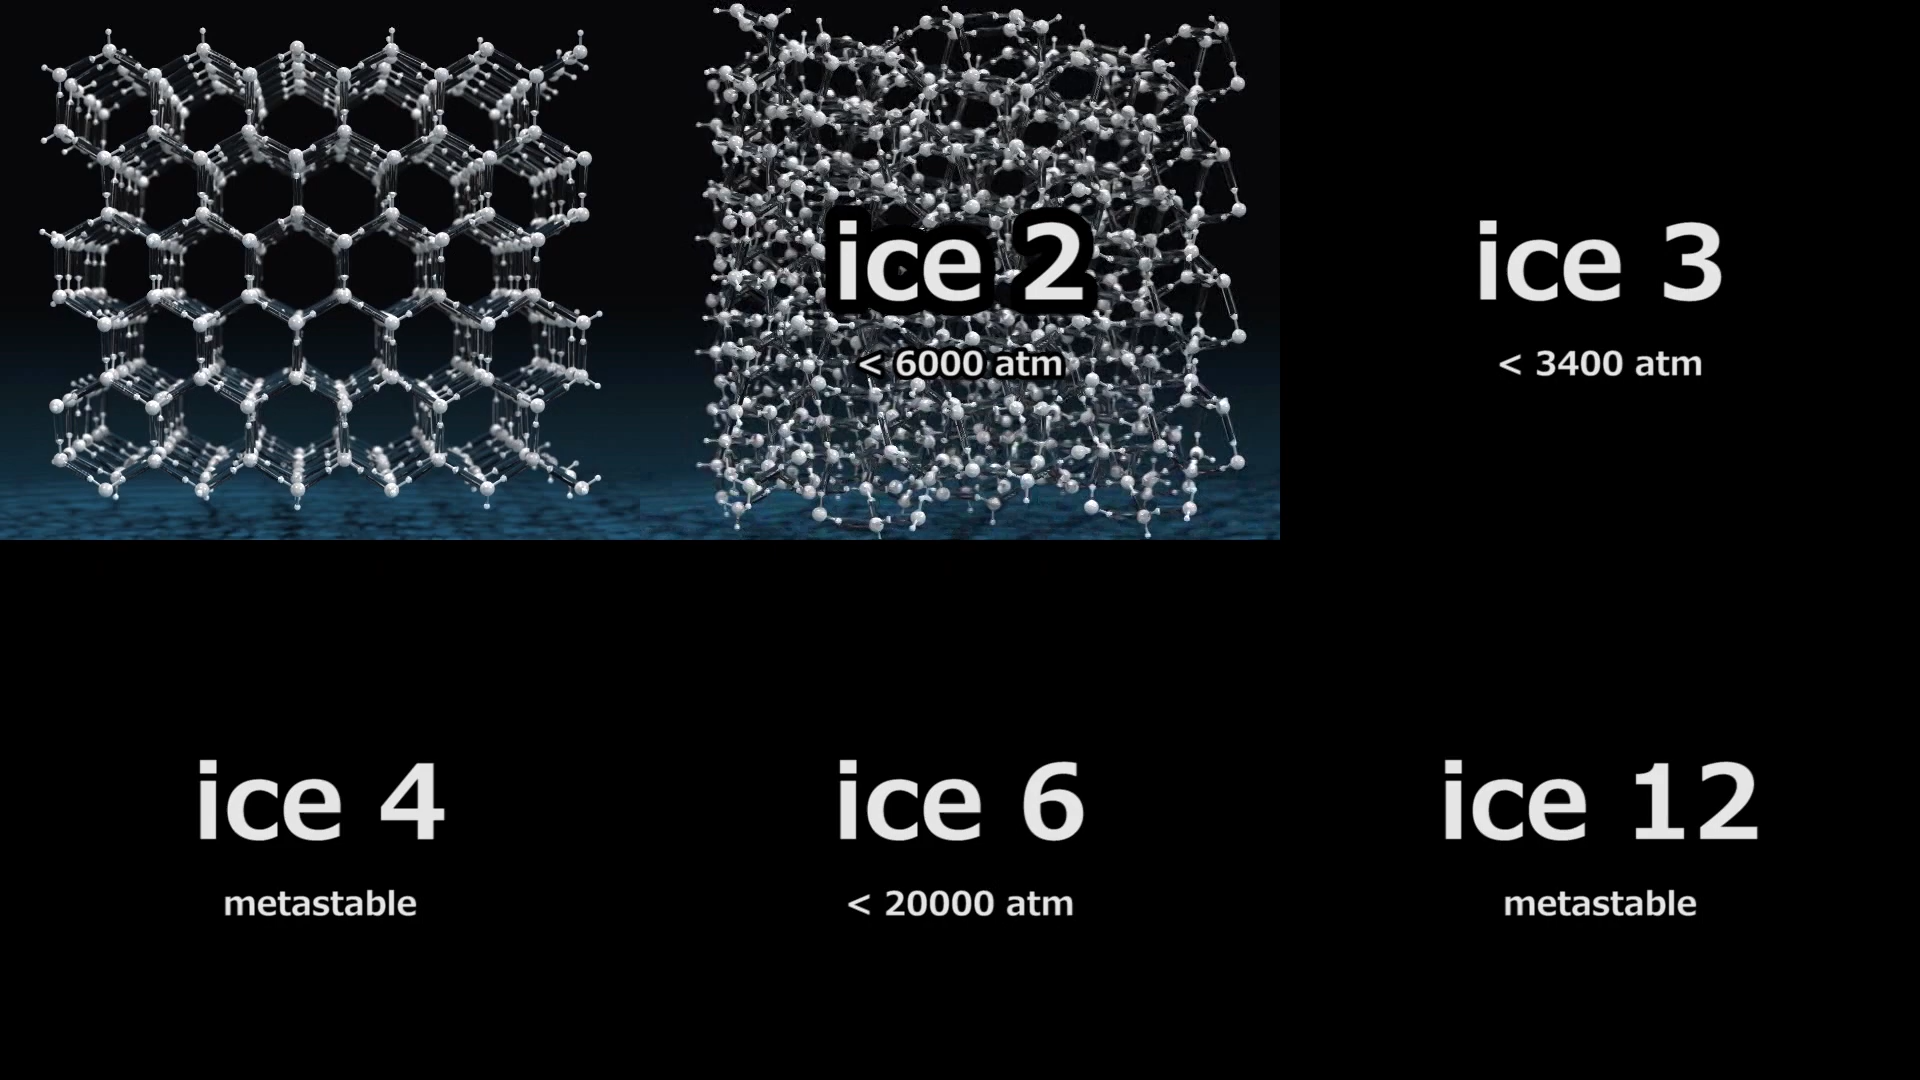 ice 2
< 6000 atm
ice 3
< 3400 atm
ice 4
metastable
ice 6
< 20000 atm
ice 12
metastable